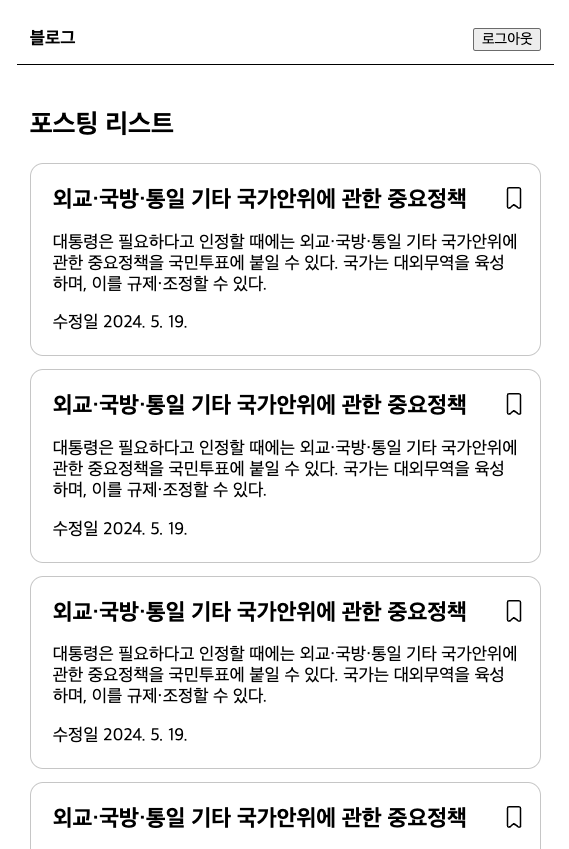 블로그
로그아웃
포스팅 리스트
외교·국방·통일 기타 국가안위에 관한 중요정책
대통령은 필요하다고 인정할 때에는 외교·국방·통일 기타 국가안위에
관한 중요정책을 국민투표에 붙일 수 있다. 국가는 대외무역을 육성
하며, 이를 규제·조정할 수 있다.
수정일 2024. 5. 19.
외교·국방·통일 기타 국가안위에 관한 중요정책
대통령은 필요하다고 인정할 때에는 외교·국방·통일 기타 국가안위에
관한 중요정책을 국민투표에 붙일 수 있다. 국가는 대외무역을 육성
하며, 이를 규제·조정할 수 있다.
수정일 2024. 5. 19.
외교·국방·통일 기타 국가안위에 관한 중요정책
대통령은 필요하다고 인정할 때에는 외교·국방·통일 기타 국가안위에
관한 중요정책을 국민투표에 붙일 수 있다. 국가는 대외무역을 육성
하며, 이를 규제·조정할 수 있다.
수정일 2024. 5. 19.
외교·국방·통일 기타 국가안위에 관한 중요정책